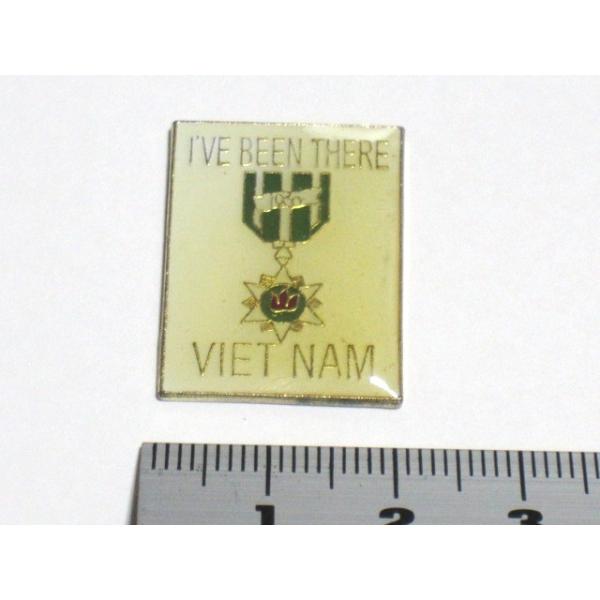 I'VE BEEN THERE
VIET NAM
1 2 3